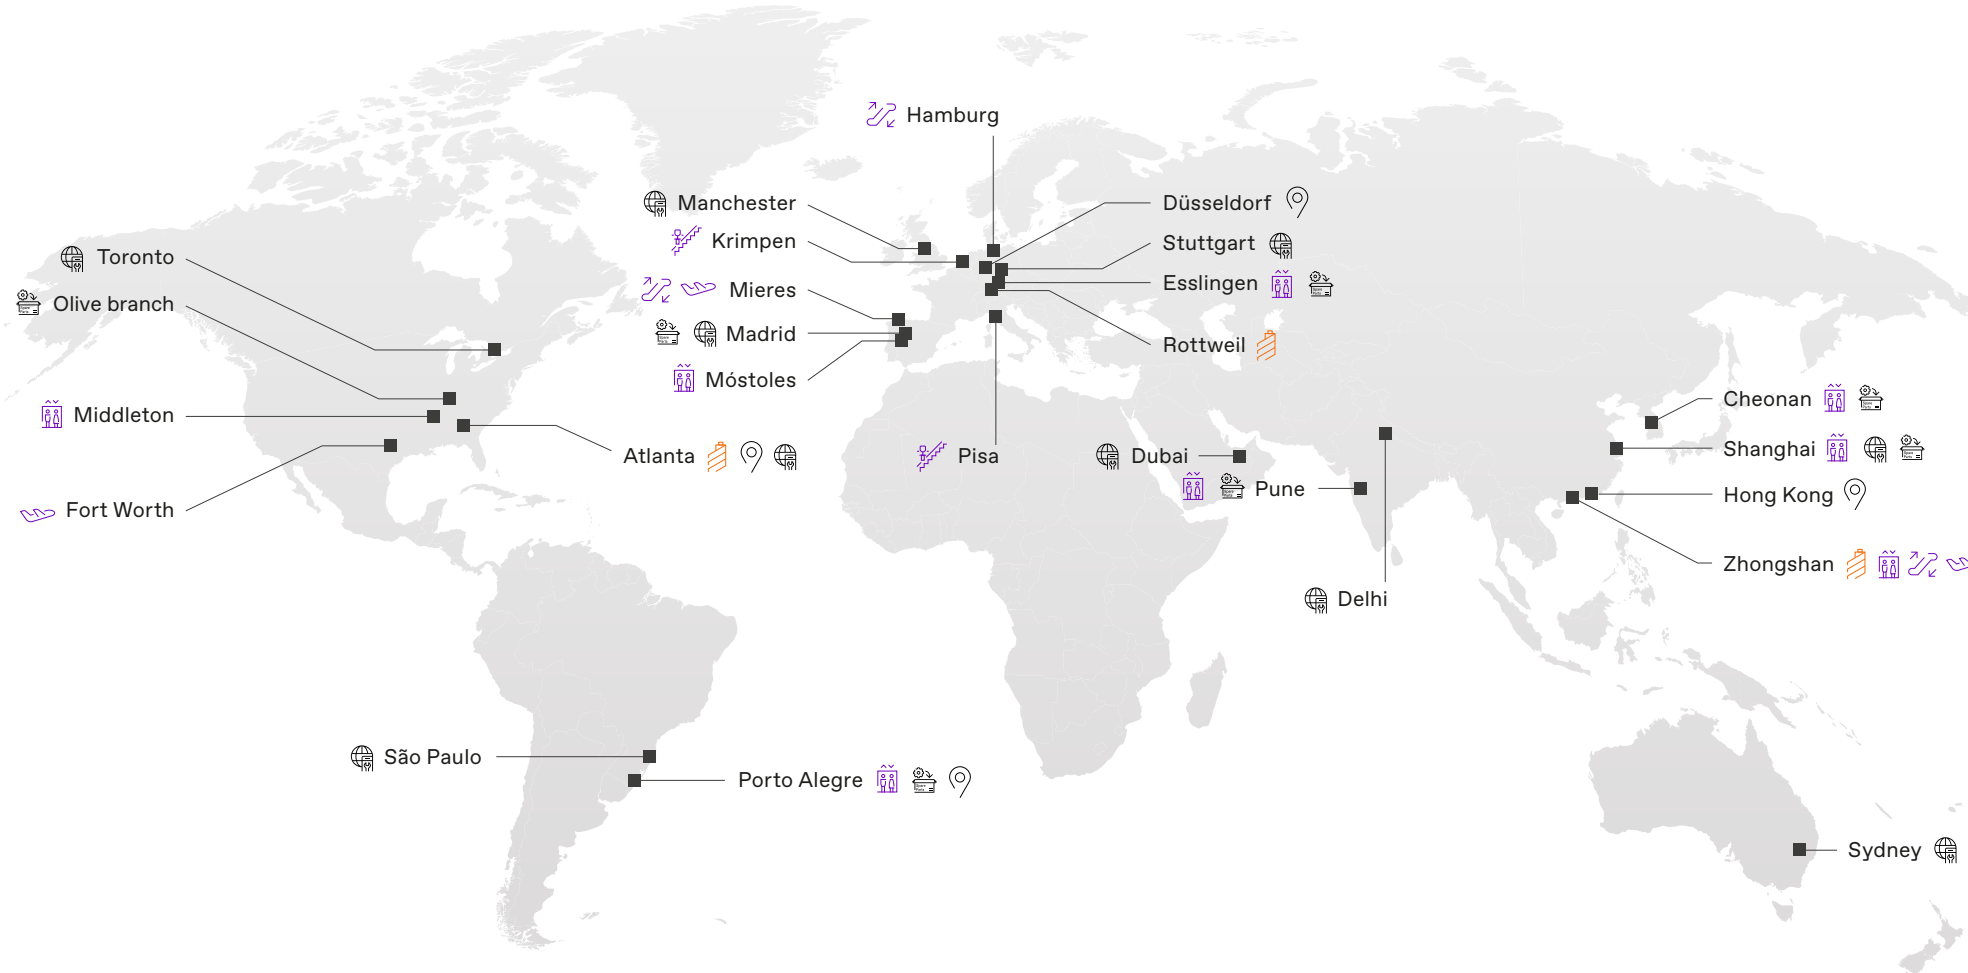 Hamburg
Manchester
Düsseldorf
Krimpen
Stuttgart
Toronto
Mieres
Esslingen
Olive branch
Madrid
Rottweil
Móstoles
Cheonan
Middleton
Atlanta
Pisa
Dubai
Shanghai
Pune
Hong Kong
Fort Worth
Zhongshan
Delhi
São Paulo
Porto Alegre
Sydney